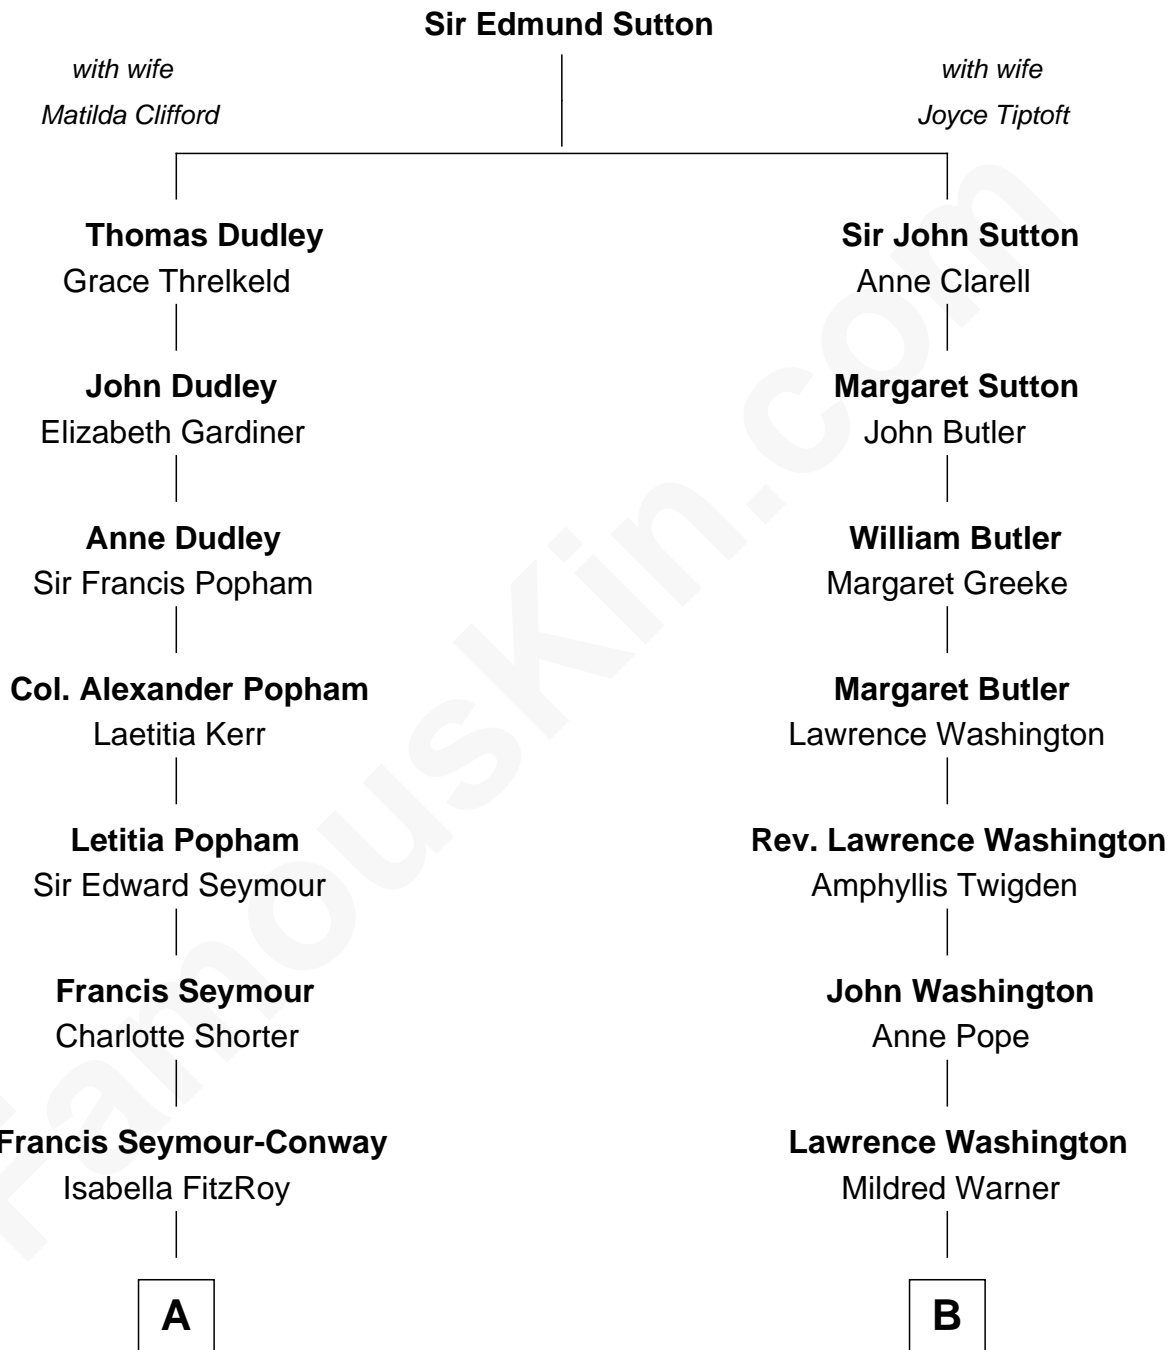 Sir Edmund Sutton
with wife
Matilda Clifford
with wife
Joyce Tiptoft
Thomas Dudley
Grace Threlkeld
Sir John Sutton
Anne Clarell
John Dudley
Elizabeth Gardiner
Margaret Sutton
John Butler
Anne Dudley
Sir Francis Popham
William Butler
Margaret Greeke
Col. Alexander Popham
Laetitia Kerr
Margaret Butler
Lawrence Washington
Letitia Popham
Sir Edward Seymour
Rev. Lawrence Washington
Amphyllis Twigden
Francis Seymour
Charlotte Shorter
John Washington
Anne Pope
Francis Seymour-Conway
Isabella FitzRoy
Lawrence Washington
Mildred Warner
A
B
FamousKin.com